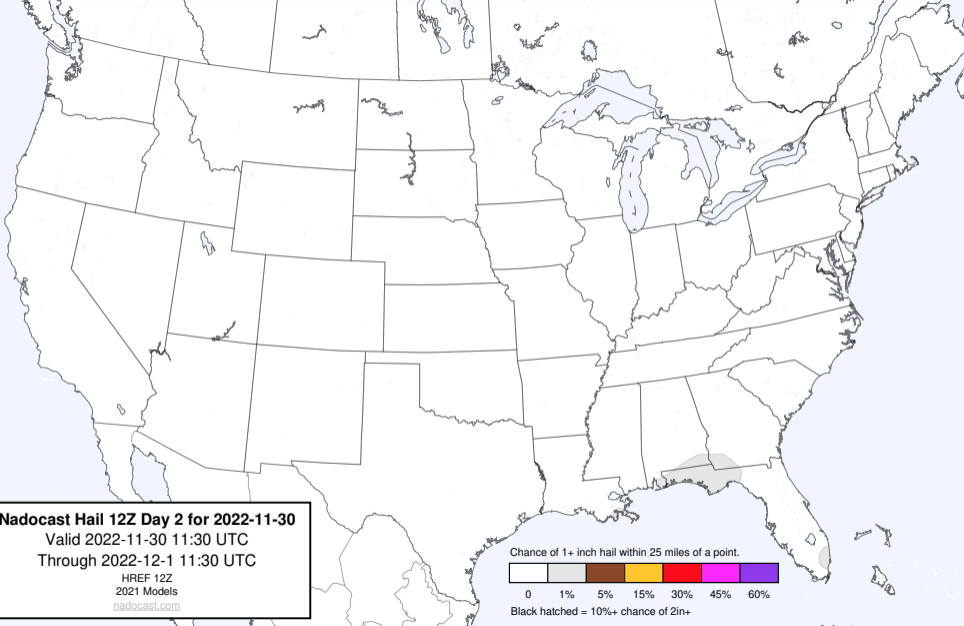 Nadocast Hail 12Z Day 2 for 2022-11-30
Valid 2022-11-30 11:30 UTC
Through 2022-12-1 11:30 UTC
HREF 12Z
2021 Models
nadocast.com
Chance of 1+ inch hail within 25 miles of a point.
0 1% 5% 15% 30% 45% 60%
Black hatched = 10%+ chance of 2in+